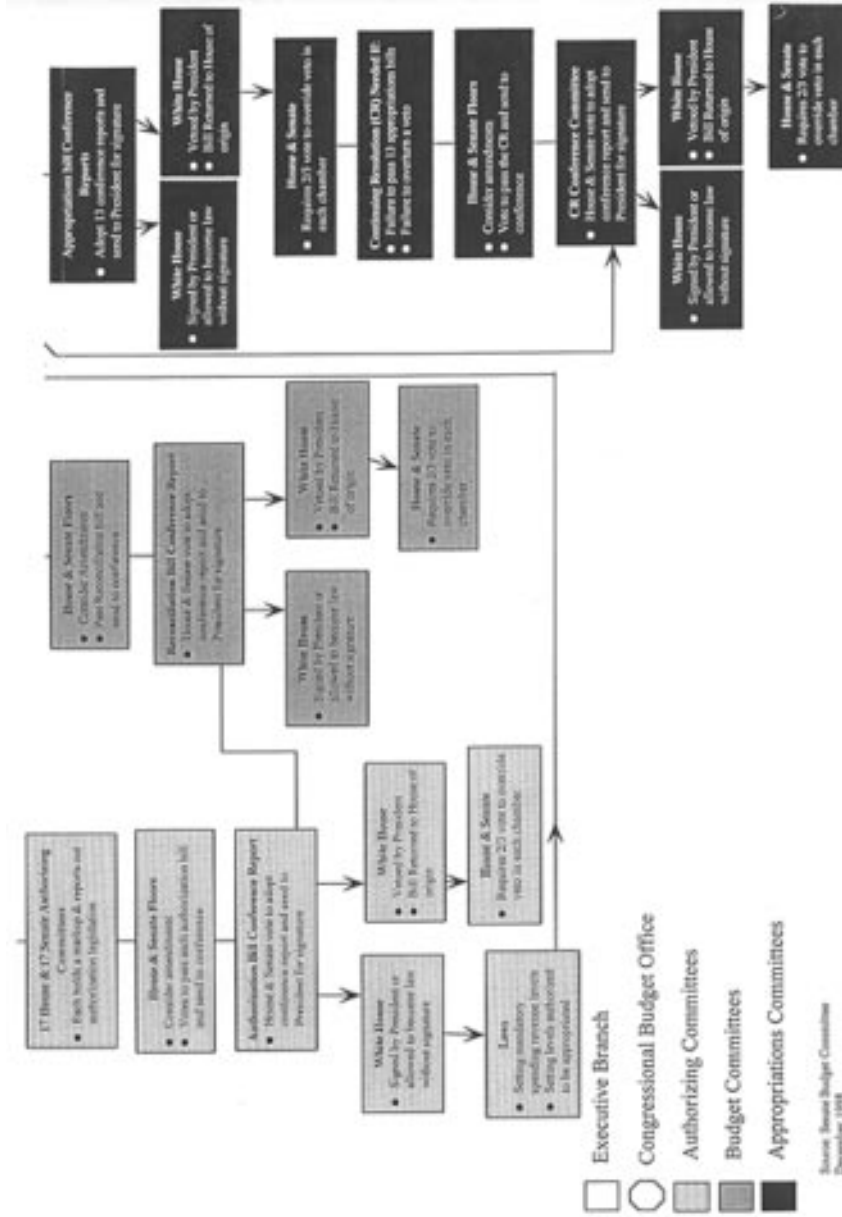 17 House & 17 Senate Authorizing
Committees
● Each holds a markup & reports out
authorization legislation
House & Senate Floors
● Consider amendments
● Votes to pass each authorization bill
and send to conference
Authorization Bill Conference Report
● House & Senate vote to adopt
conference report and send to
President for signature
White House
● Signed by President or
allowed to become law
without signature
White House
● Vetoed by President
● Bill Returned to House of
origin
House & Senate
● Requires 2/3 vote to override
veto in each chamber
Laws
● Setting mandatory
spending revenue levels
● Setting levels authorized
to be appropriated
House & Senate Floors
● Consider Amendments
● Pass Reconciliation bill and
send to conference
Reconciliation Bill Conference Report
● House & Senate vote to adopt
conference report and send to
President for signature
White House
● Signed by President or
allowed to become law
without signature
White House
● Vetoed by President
● Bill Returned to House
of origin
House & Senate
● Requires 2/3 vote to
override veto in each
chamber
Appropriation bill Conference
Reports
● Adopt 13 conference reports and
send to President for signature
White House
● Signed by President or
allowed to become law
without signature
White House
● Vetoed by President
● Bill Returned to House of
origin
House & Senate
● Requires 2/3 vote to override veto in
each chamber
Continuing Resolution (CR) Needed If:
● Failure to pass 13 appropriations bills
● Failure to overturn a veto
House & Senate Floors
● Consider amendments
● Vote to pass the CR and send to
conference
CR Conference Committee
● House & Senate vote to adopt
conference report and send to
President for signature
White House
● Signed by President or
allowed to become law
without signature
White House
● Vetoed by President
● Bill Returned to House
of origin
House & Senate
● Requires 2/3 vote to
override veto in each
chamber
Executive Branch
Congressional Budget Office
Authorizing Committees
Budget Committees
Appropriations Committees
Source: Senate Budget Committee
December 1998